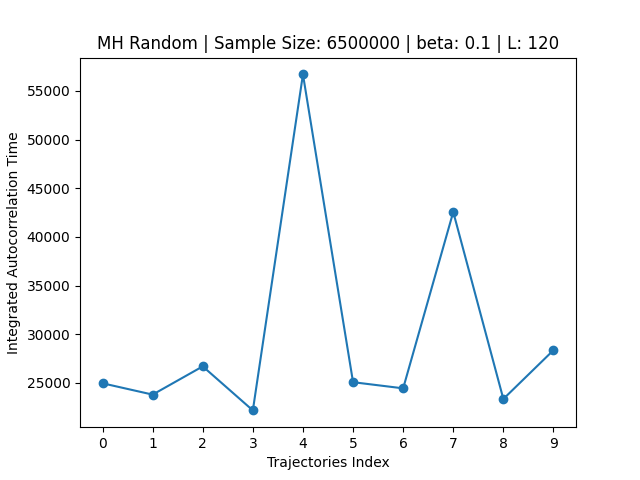 MH Random | Sample Size: 6500000 | beta: 0.1 | L: 120
Integrated Autocorrelation Time
55000
50000
45000
40000
35000
30000
25000
0 1 2 3 4 5 6 7 8 9
Trajectories Index